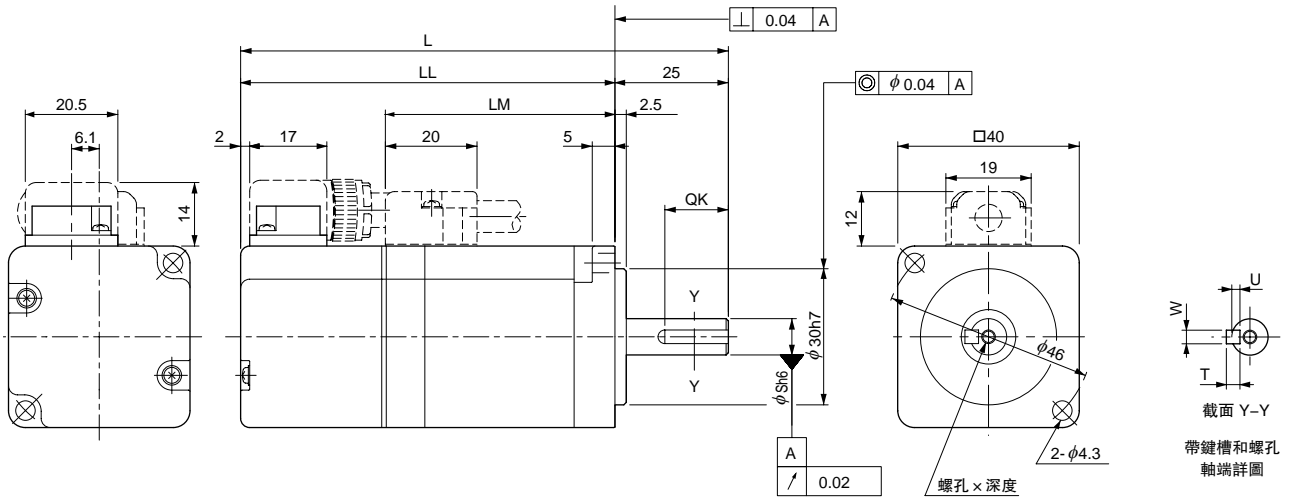 ⊥ 0.04 A
L
LL
25
◎ ϕ 0.04 A
LM
2.5
20.5
6.1
2
17
20
5
□40
19
14
12
QK
Y
Y
ϕ30h7
ϕSh6
ϕ46
U
W
T
截面 Y–Y
帶鍵槽和螺孔
軸端詳圖
A
↗ 0.02
2-ϕ4.3
螺孔×深度